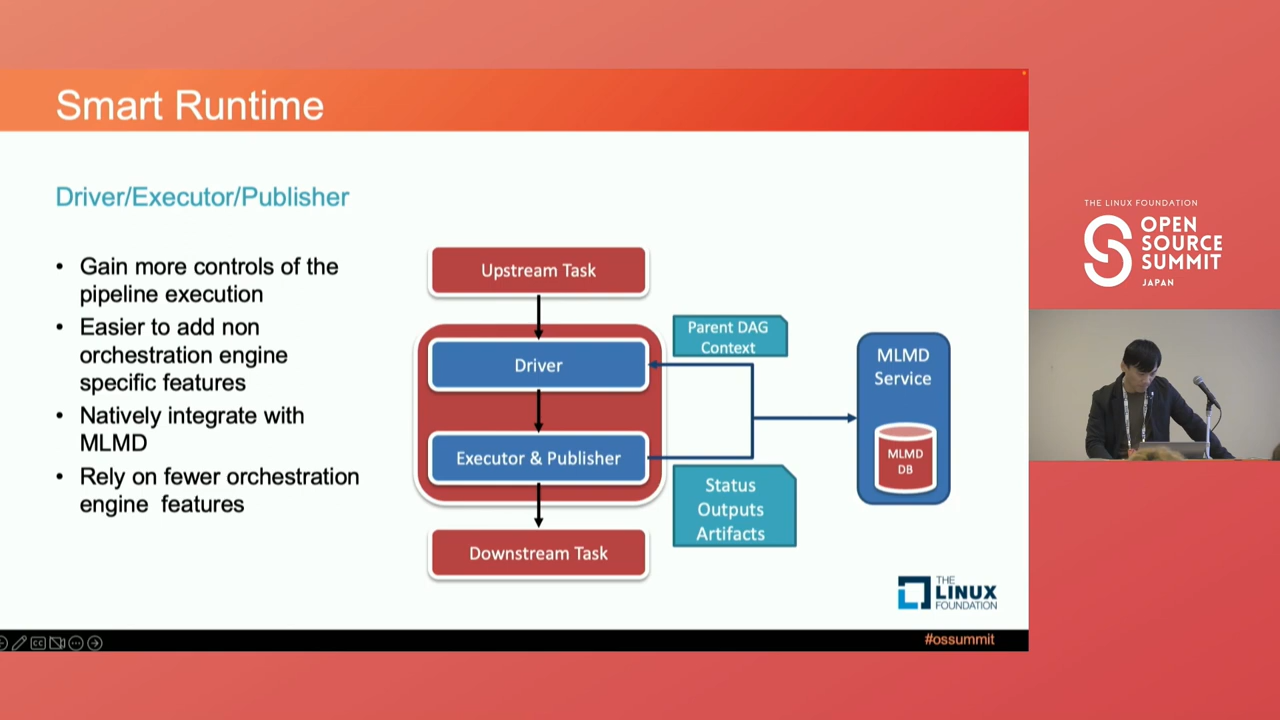 Smart Runtime
Driver/Executor/Publisher
• Gain more controls of the
pipeline execution
• Easier to add non
orchestration engine
specific features
• Natively integrate with
MLMD
• Rely on fewer orchestration
engine features
Upstream Task
Driver
Executor & Publisher
Downstream Task
Parent DAG
Context
Status
Outputs
Artifacts
MLMD
Service
MLMD
DB
THE
LINUX
FOUNDATION
#ossummit
CC
THE LINUX FOUNDATION
OPEN
SOURCE
SUMMIT
JAPAN